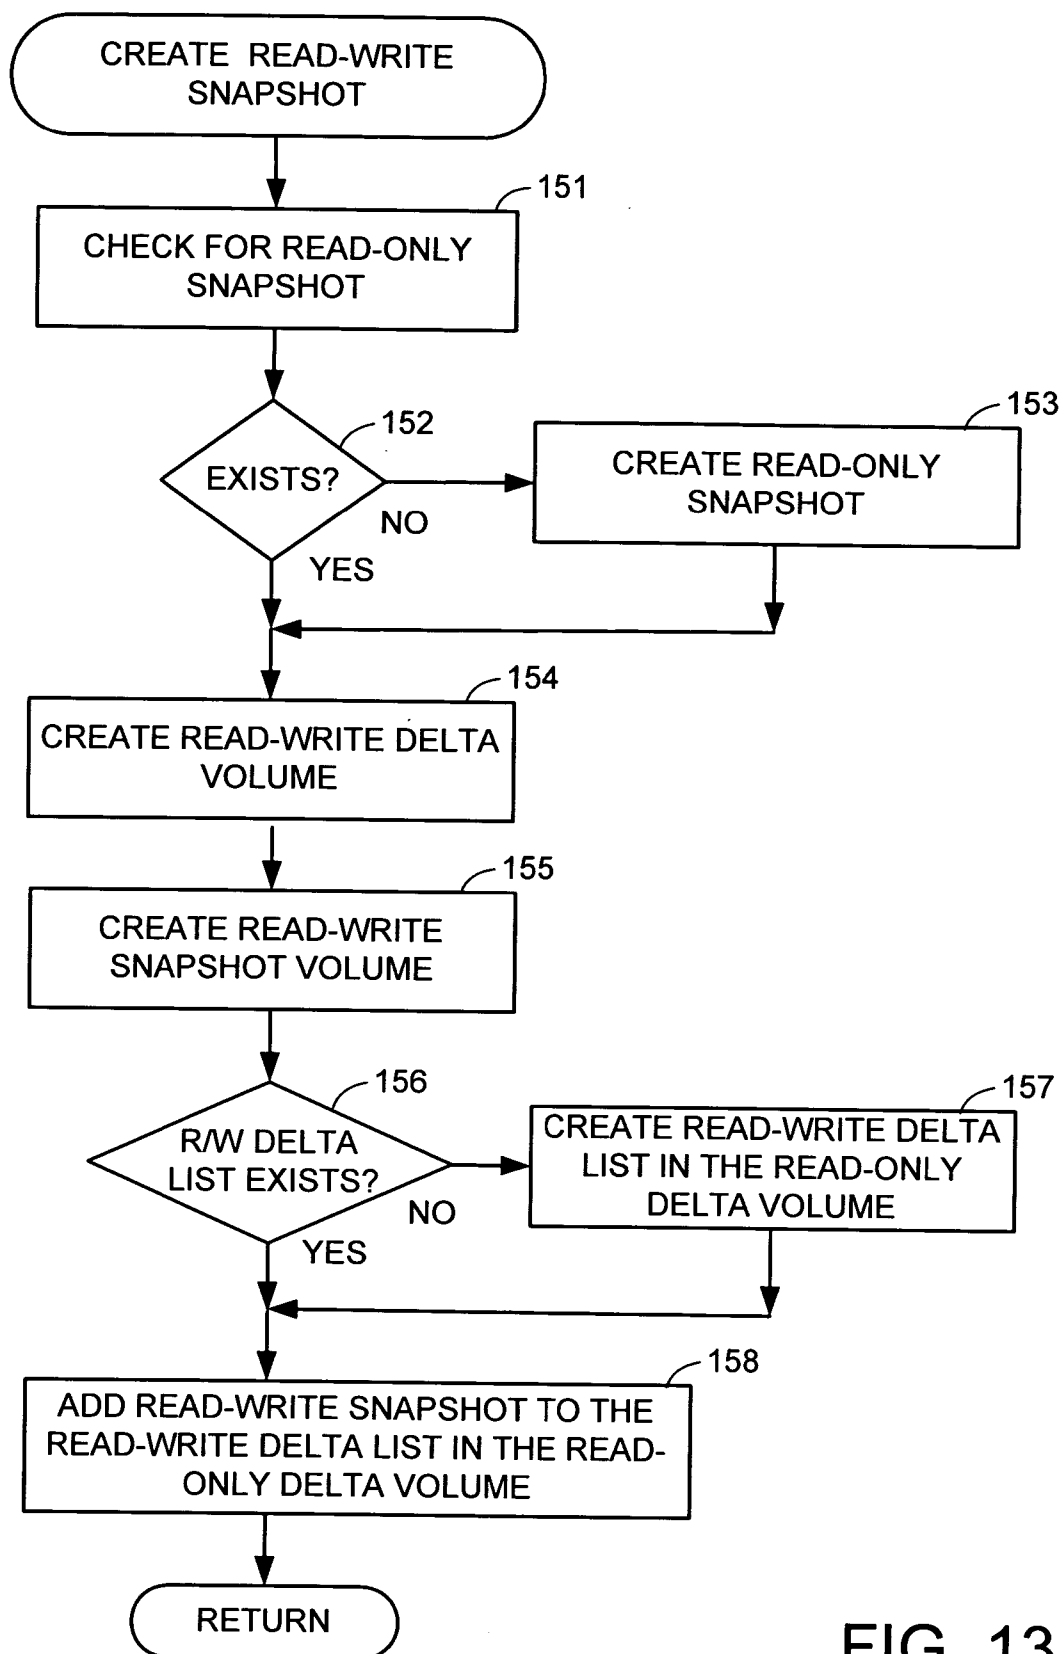 CREATE READ-WRITE
SNAPSHOT
151
CHECK FOR READ-ONLY
SNAPSHOT
152
EXISTS?
NO
YES
153
CREATE READ-ONLY
SNAPSHOT
154
CREATE READ-WRITE DELTA
VOLUME
155
CREATE READ-WRITE
SNAPSHOT VOLUME
156
R/W DELTA
LIST EXISTS?
NO
YES
157
CREATE READ-WRITE DELTA
LIST IN THE READ-ONLY
DELTA VOLUME
158
ADD READ-WRITE SNAPSHOT TO THE
READ-WRITE DELTA LIST IN THE READ-
ONLY DELTA VOLUME
RETURN
FIG. 13